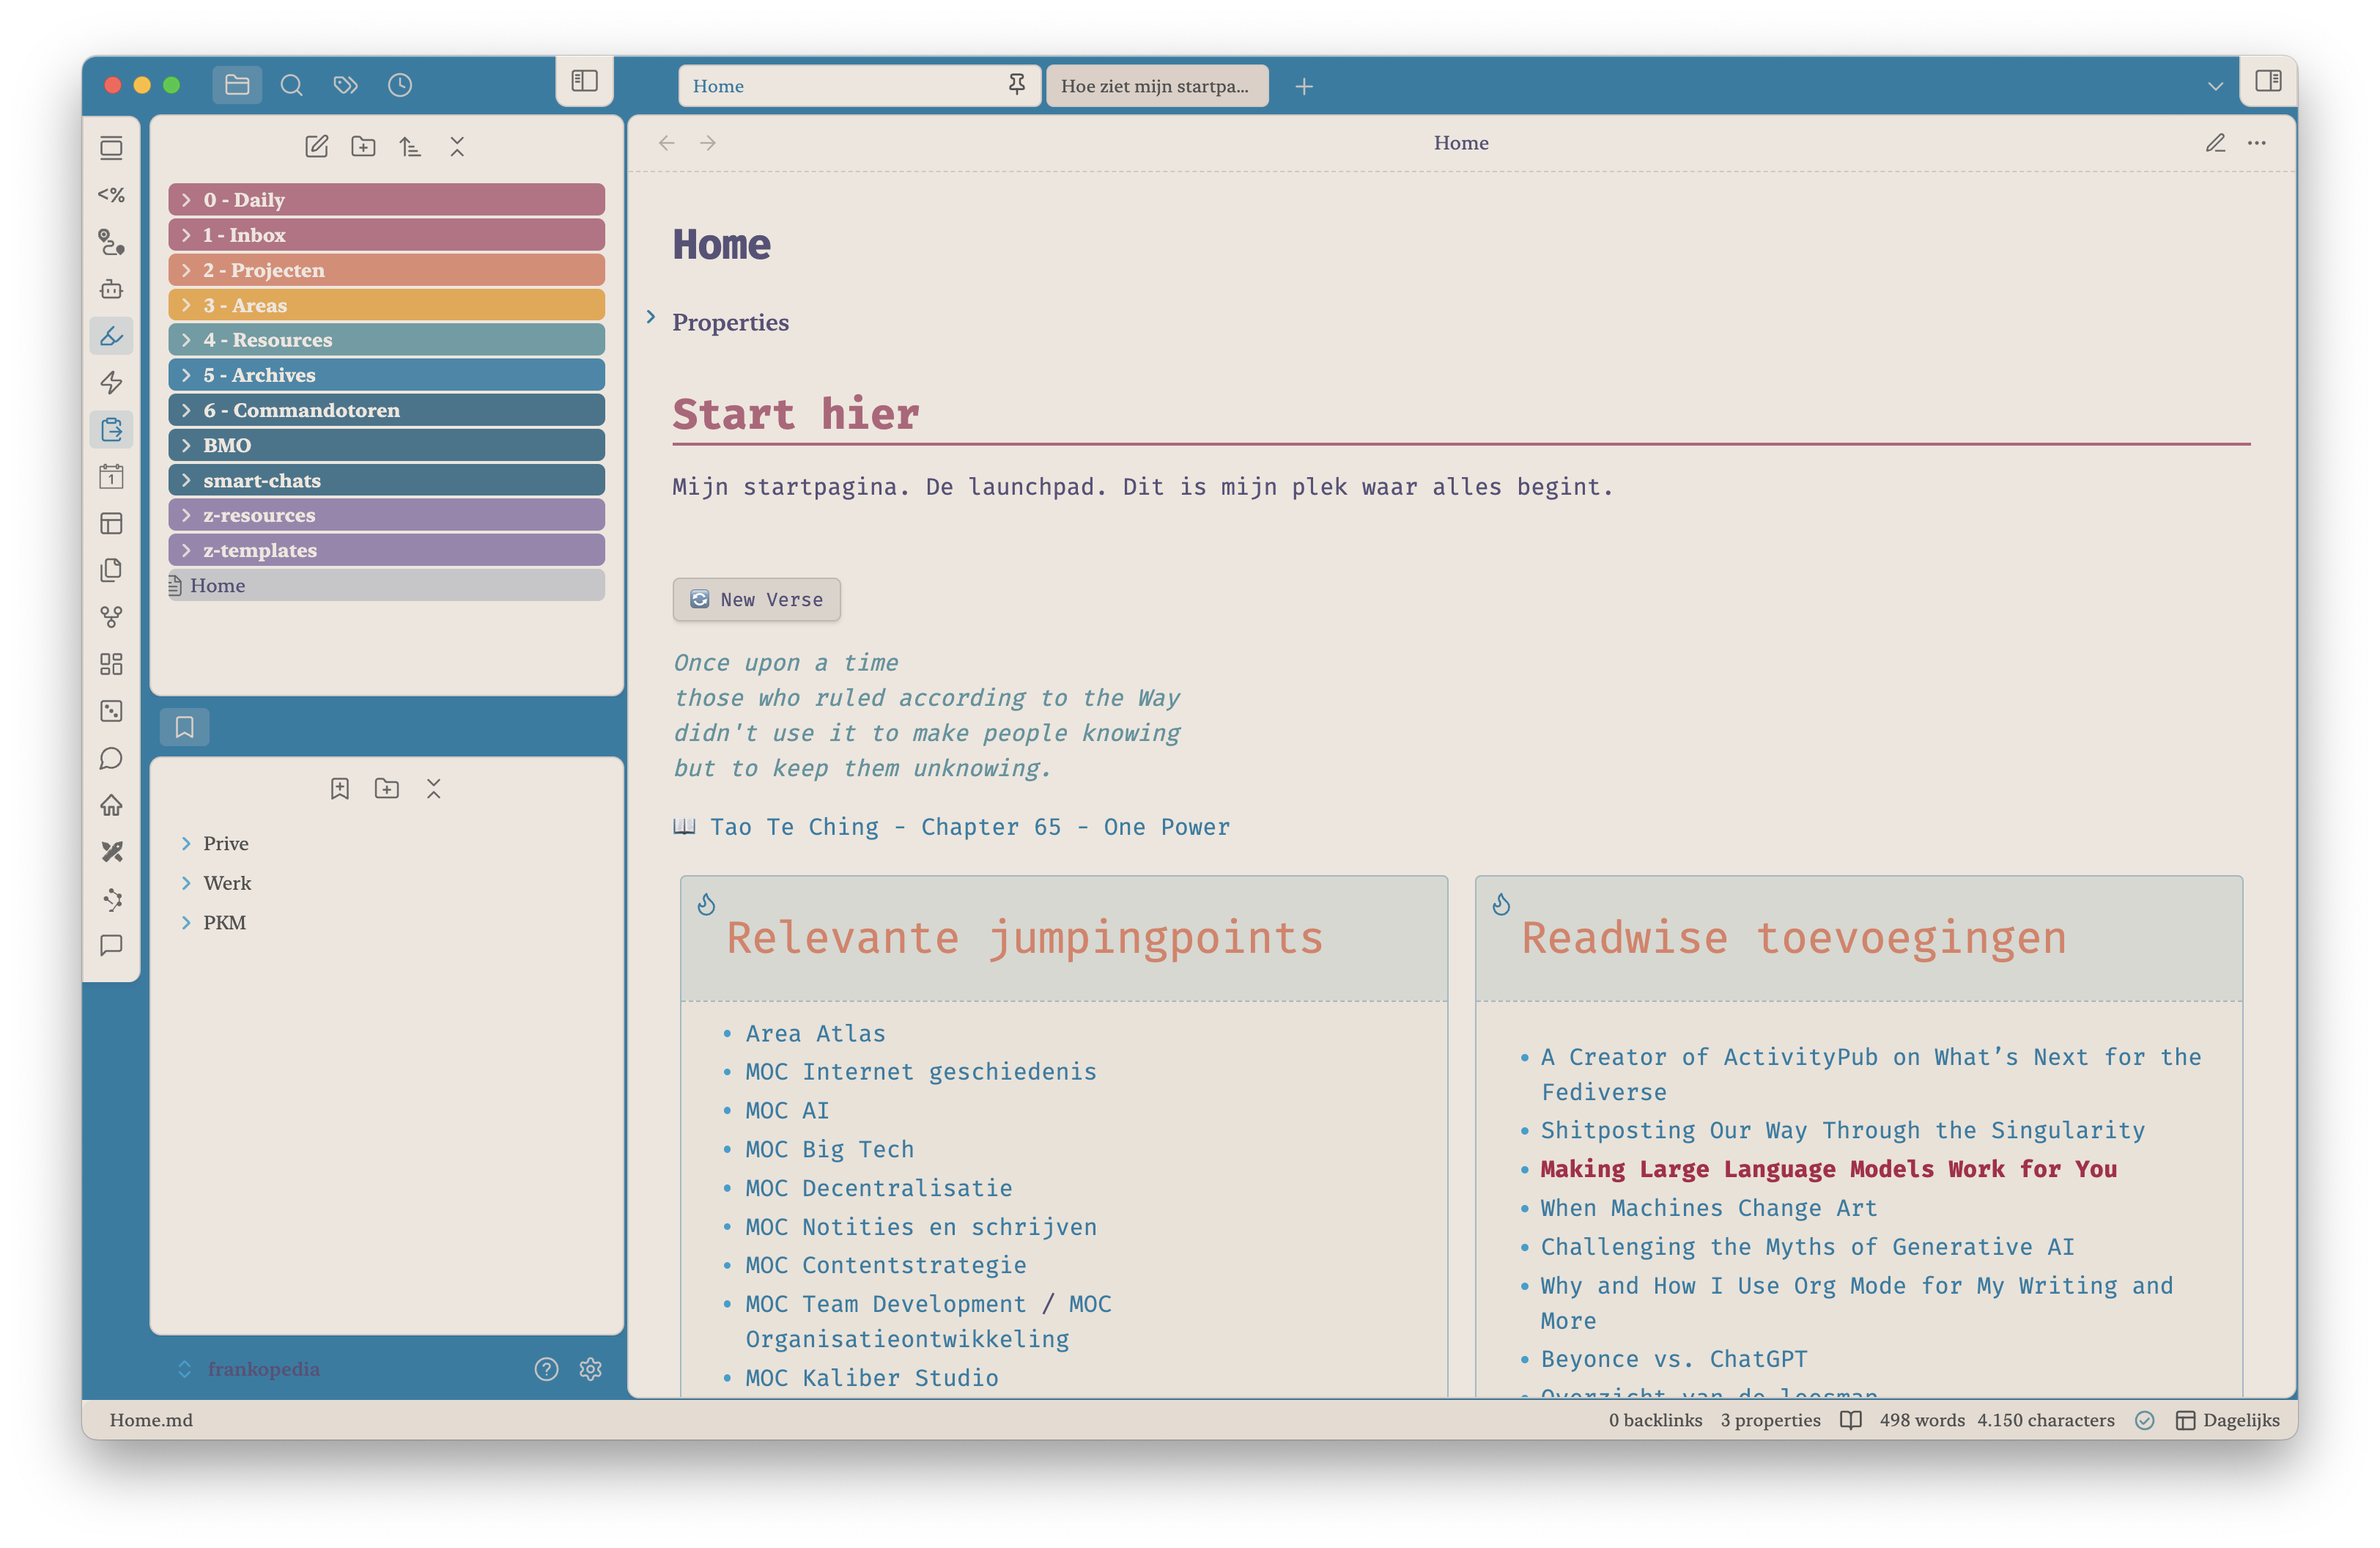 Home
Hoe ziet mijn startpa...
<%
1
0 - Daily
1 - Inbox
2 - Projecten
3 - Areas
4 - Resources
5 - Archives
6 - Commandotoren
BMO
smart-chats
z-resources
z-templates
Home
Prive
Werk
PKM
frankopedia
Home
Home
Properties
Start hier
Mijn startpagina. De launchpad. Dit is mijn plek waar alles begint.
New Verse
Once upon a time
those who ruled according to the Way
didn't use it to make people knowing
but to keep them unknowing.
📖 Tao Te Ching - Chapter 65 - One Power
Relevante jumpingpoints
• Area Atlas
• MOC Internet geschiedenis
• MOC AI
• MOC Big Tech
• MOC Decentralisatie
• MOC Notities en schrijven
• MOC Contentstrategie
• MOC Team Development / MOC
Organisatieontwikkeling
• MOC Kaliber Studio
Readwise toevoegingen
• A Creator of ActivityPub on What’s Next for the
Fediverse
• Shitposting Our Way Through the Singularity
• Making Large Language Models Work for You
• When Machines Change Art
• Challenging the Myths of Generative AI
• Why and How I Use Org Mode for My Writing and
More
• Beyonce vs. ChatGPT
Home.md
0 backlinks 3 properties 498 words 4.150 characters Dagelijks